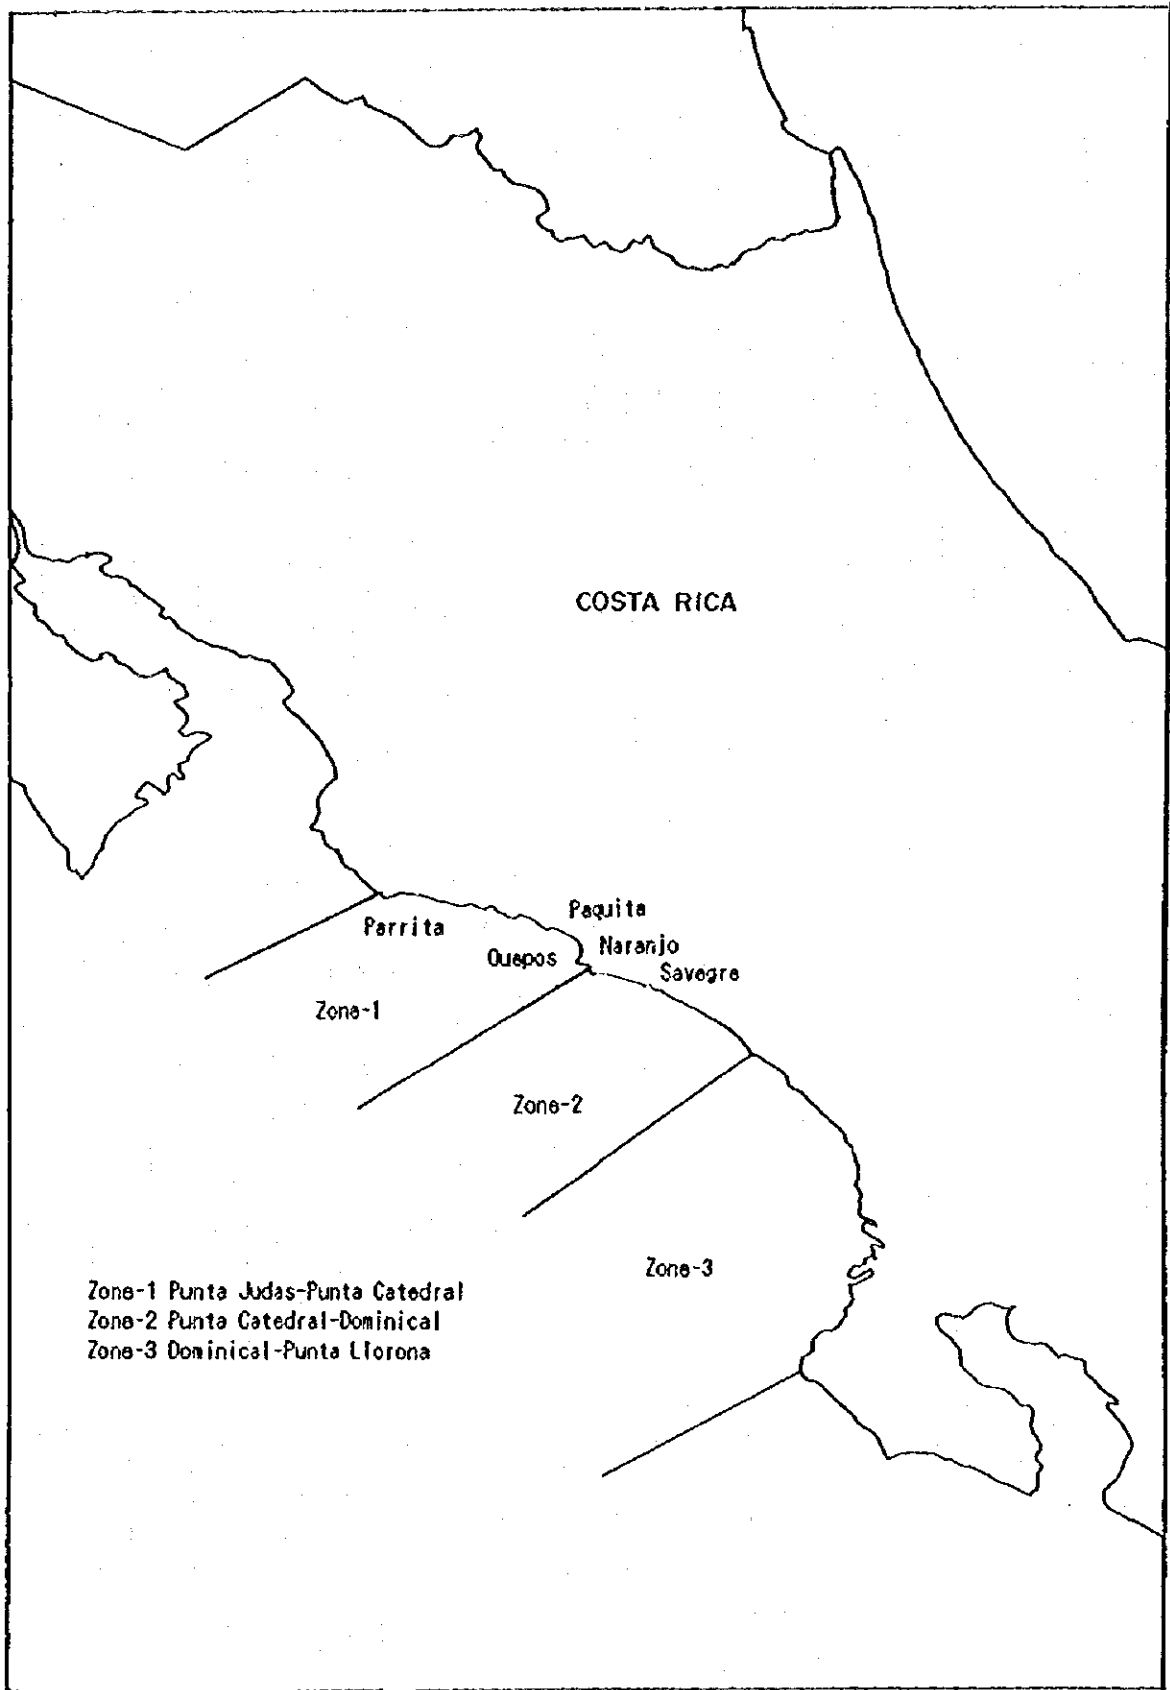 COSTA RICA
Paquita
Parrita
Naranjo
Quepos
Savegre
Zone-1
Zone-2
Zone-3
Zone-1 Punta Judas-Punta Catedral
Zone-2 Punta Catedral-Dominical
Zone-3 Dominical-Punta Llorona